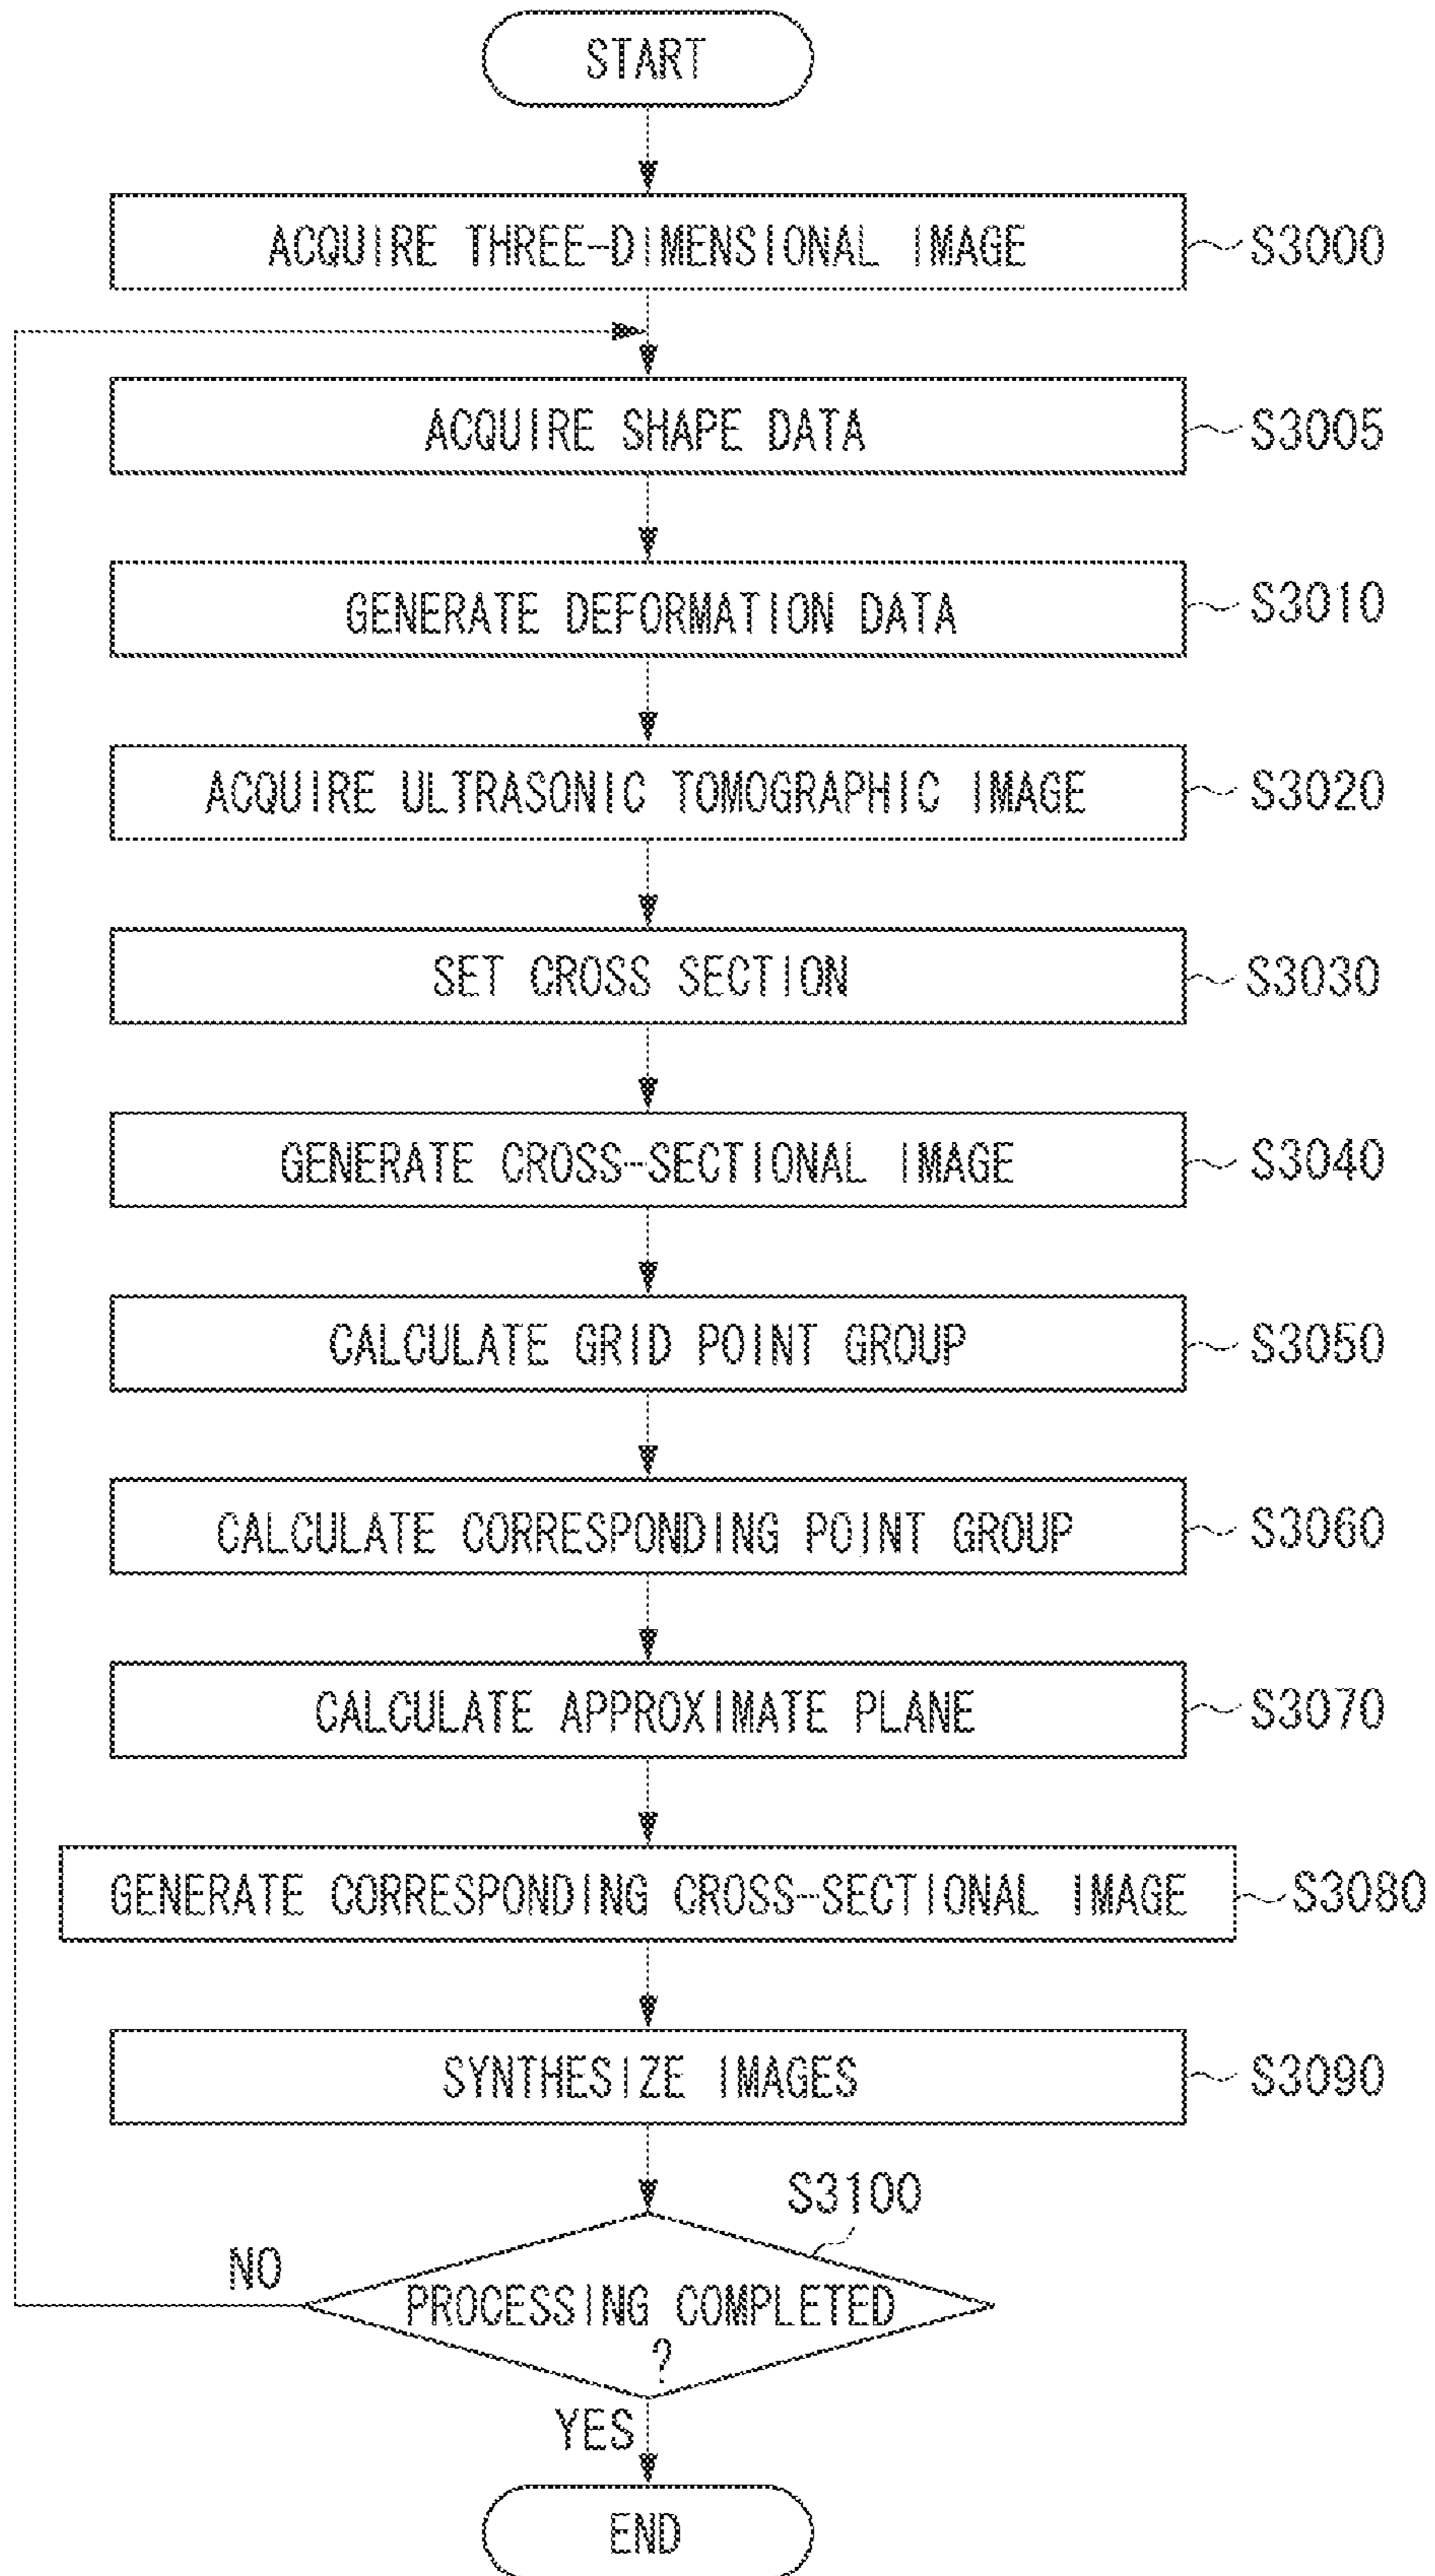 START
ACQUIRE THREE-DIMENSIONAL IMAGE
S3000
ACQUIRE SHAPE DATA
S3005
GENERATE DEFORMATION DATA
S3010
ACQUIRE ULTRASONIC TOMOGRAPHIC IMAGE
S3020
SET CROSS SECTION
S3030
GENERATE CROSS-SECTIONAL IMAGE
S3040
CALCULATE GRID POINT GROUP
S3050
CALCULATE CORRESPONDING POINT GROUP
S3060
CALCULATE APPROXIMATE PLANE
S3070
GENERATE CORRESPONDING CROSS-SECTIONAL IMAGE
S3080
SYNTHESIZE IMAGES
S3090
S3100
NO
PROCESSING COMPLETED
?
YES
END